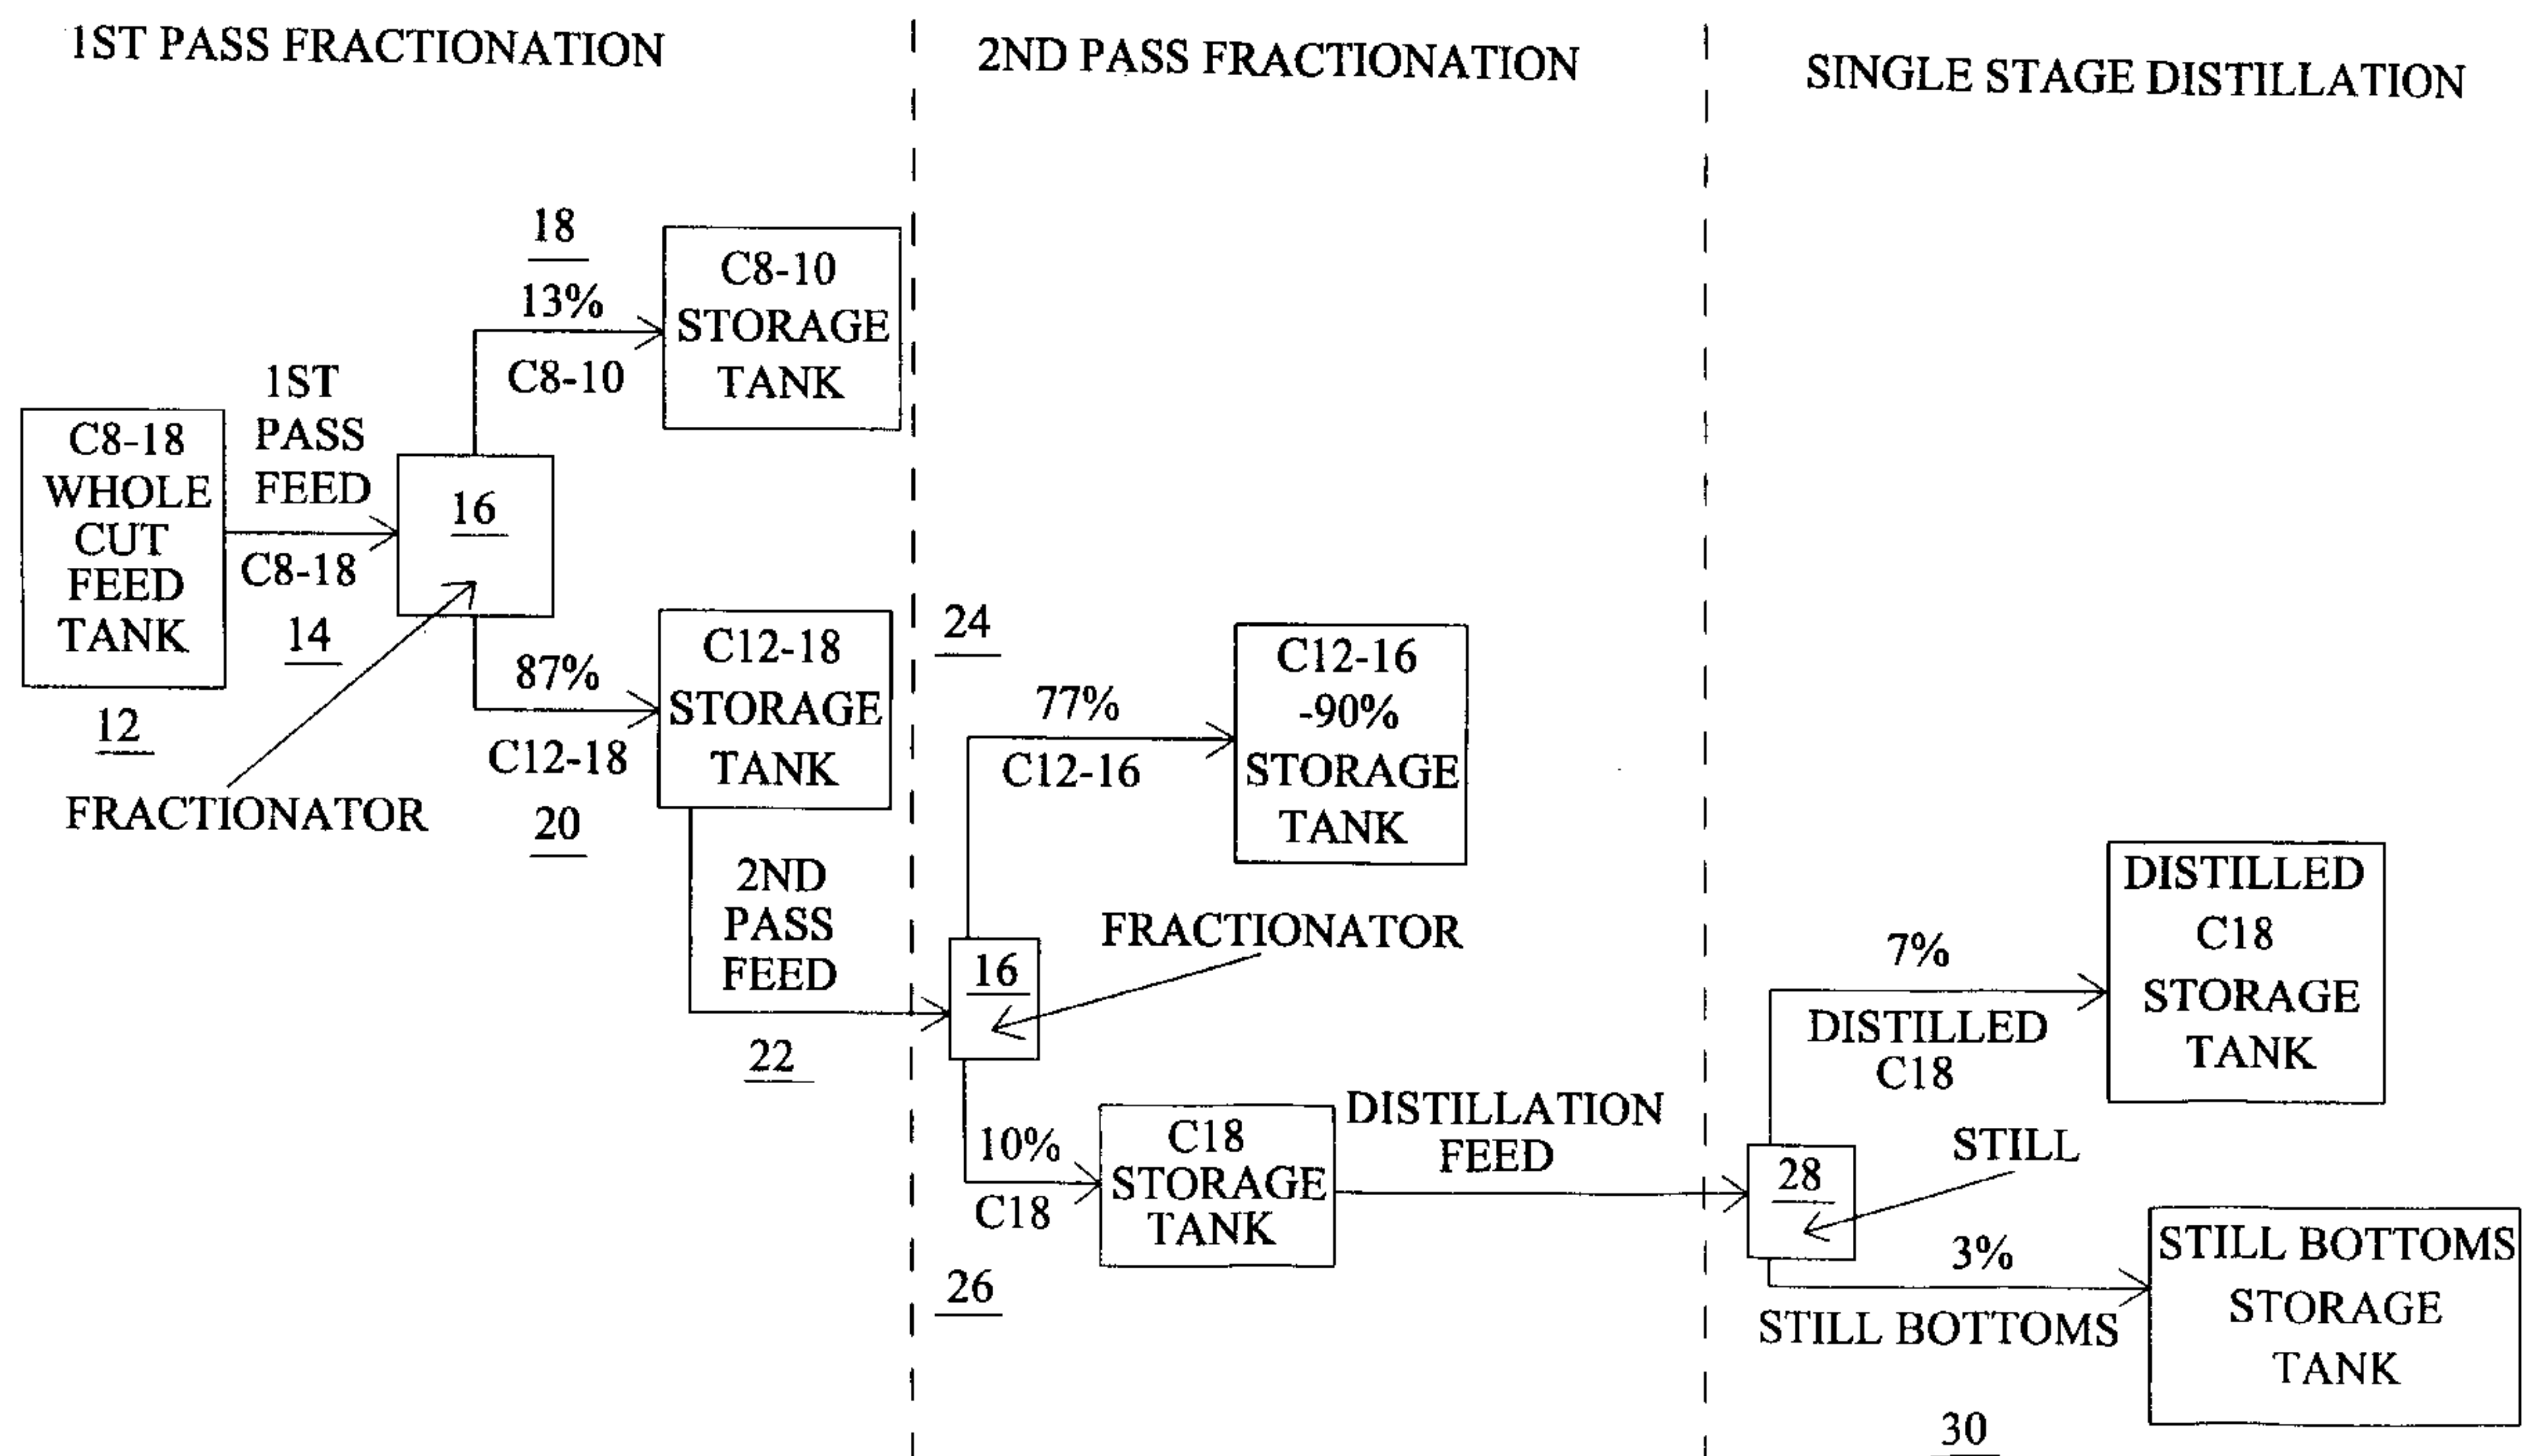 1ST PASS FRACTIONATION
2ND PASS FRACTIONATION
SINGLE STAGE DISTILLATION
18
13%
C8-10
C8-10
STORAGE
TANK
C8-18
WHOLE
CUT
FEED
TANK
12
1ST
PASS
FEED
C8-18
14
16
FRACTIONATOR
87%
C12-18
20
C12-18
STORAGE
TANK
2ND
PASS
FEED
22
24
77%
C12-16
C12-16
-90%
STORAGE
TANK
16
FRACTIONATOR
10%
C18
26
C18
STORAGE
TANK
DISTILLATION
FEED
28
STILL
7%
DISTILLED
C18
DISTILLED
C18
STORAGE
TANK
3%
STILL BOTTOMS
STILL BOTTOMS
STORAGE
TANK
30